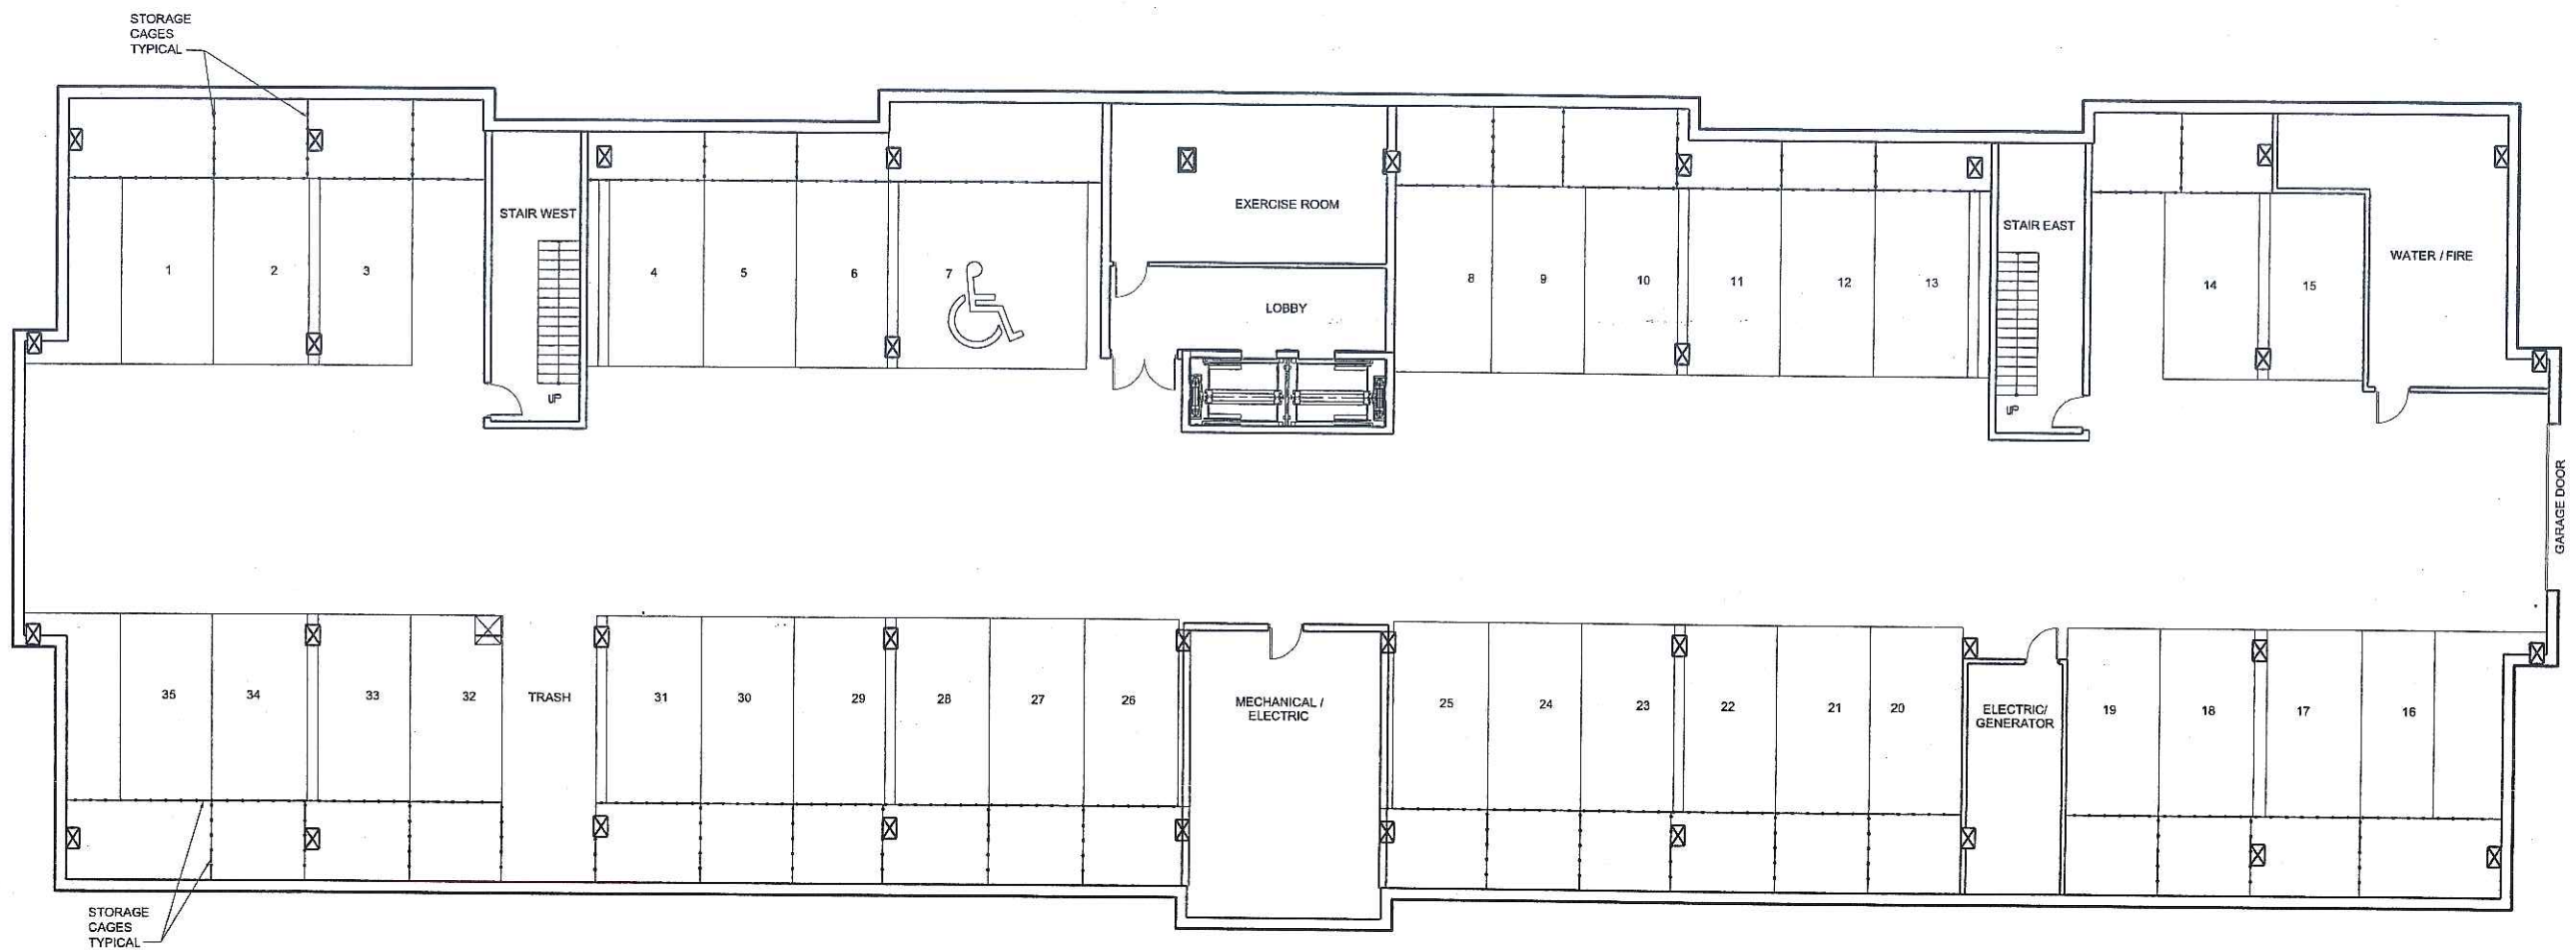 STORAGE
CAGES
TYPICAL
STAIR WEST
EXERCISE ROOM
STAIR EAST
WATER / FIRE
1 2 3 4 5 6 7 8 9 10 11 12 13 14 15
LOBBY
UP
UP
GARAGE DOOR
35 34 33 32 TRASH 31 30 29 28 27 26
MECHANICAL /
ELECTRIC
25 24 23 22 21 20
ELECTRIC/
GENERATOR
19 18 17 16
STORAGE
CAGES
TYPICAL